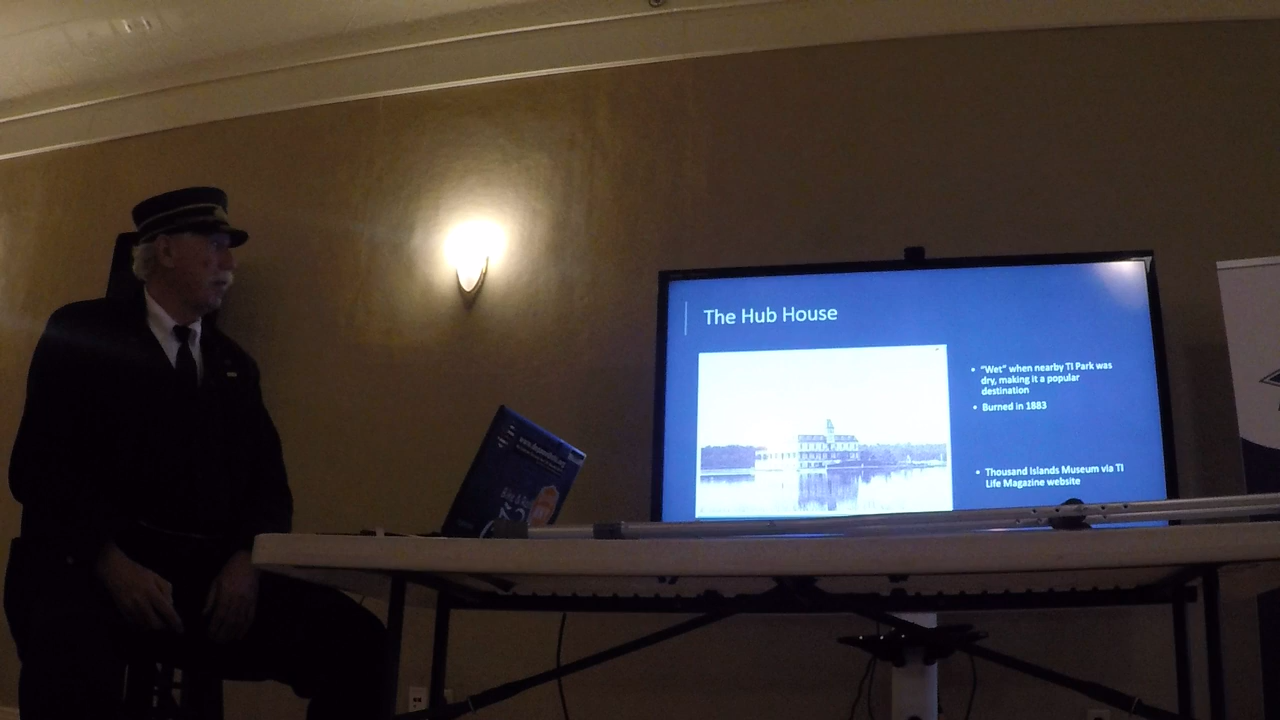 The Hub House
• "Wet" when nearby TI Park was
dry, making it a popular
destination
• Burned in 1883
• Thousand Islands Museum via TI
Life Magazine website